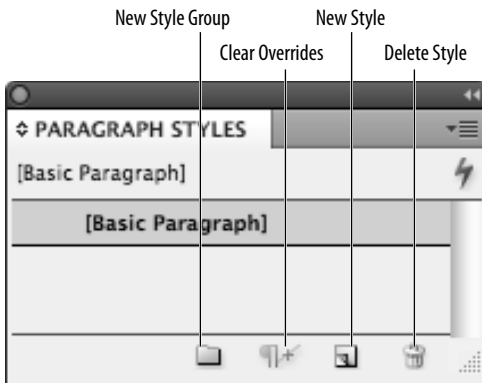 New Style Group
New Style
Clear Overrides
Delete Style
PARAGRAPH STYLES
[Basic Paragraph]
[Basic Paragraph]